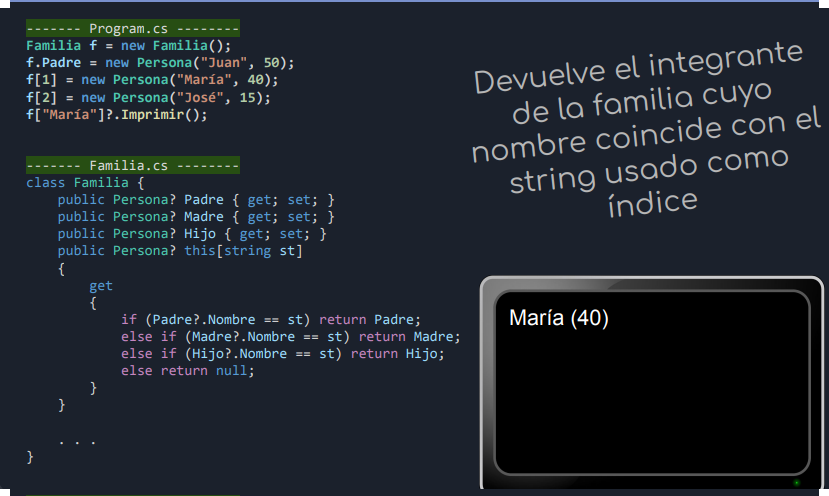 ------- Program.cs --------
Familia f = new Familia();
f.Padre = new Persona("Juan", 50);
f[1] = new Persona("María", 40);
f[2] = new Persona("José", 15);
f["María"]?.Imprimir();
------- Familia.cs --------
class Familia {
    public Persona? Padre { get; set; }
    public Persona? Madre { get; set; }
    public Persona? Hijo { get; set; }
    public Persona? this[string st]
    {
        get
        {
            if (Padre?.Nombre == st) return Padre;
            else if (Madre?.Nombre == st) return Madre;
            else if (Hijo?.Nombre == st) return Hijo;
            else return null;
        }
    }
    . . .
}
Devuelve el integrante
de la familia cuyo
nombre coincide con el
string usado como
índice
María (40)